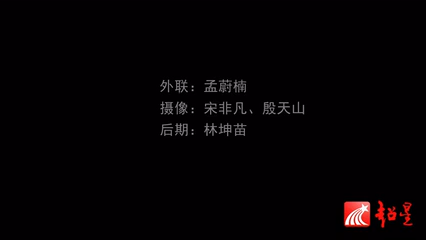 外联：孟蔚楠
摄像：宋非凡、殷天山
后期：林坤苗
超星